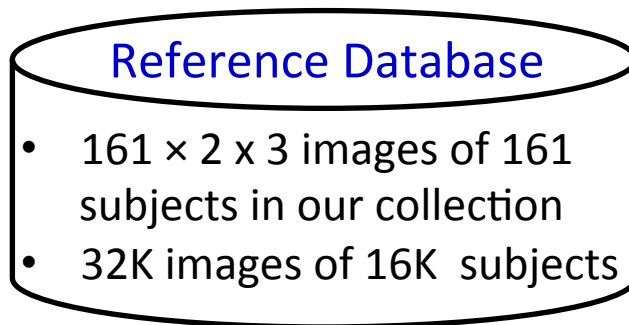 Reference Database
• 161 × 2 x 3 images of 161
subjects in our collection
• 32K images of 16K subjects